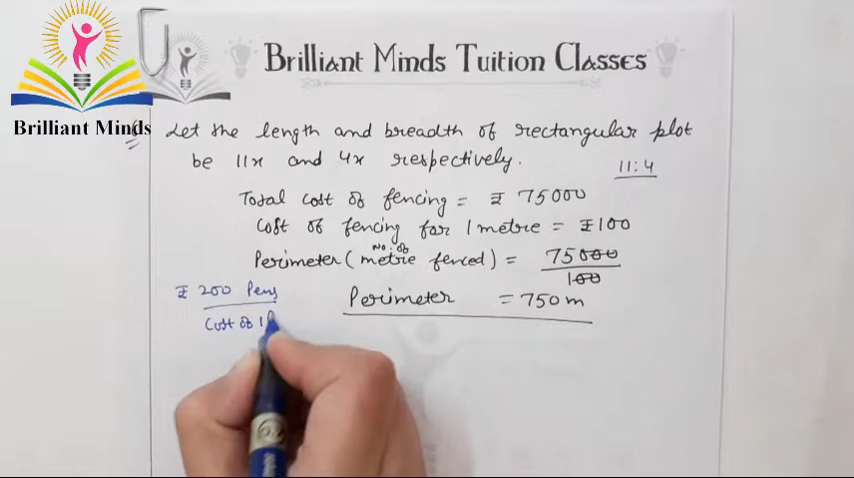 Brilliant Minds Tuition Classes
Brilliant Minds
Let the length and breadth of rectangular plot
be 11x and 4x respectively.
11:4
Total cost of fencing = ₹ 75000
Cost of fencing for 1 metre = ₹100
No. of
Perimeter (metre fenced) = 75000
100
Perimeter = 750 m
₹ 200 Pens
Cost of 1